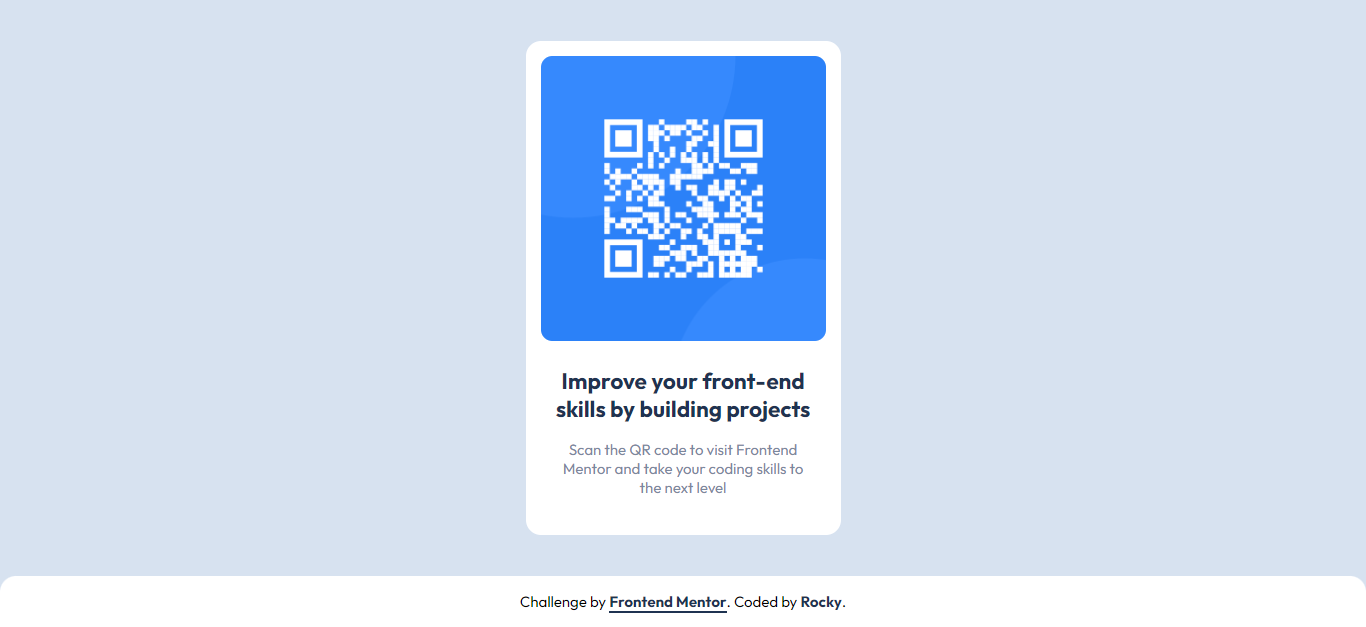 Improve your front-end
skills by building projects
Scan the QR code to visit Frontend
Mentor and take your coding skills to
the next level
Challenge by Frontend Mentor. Coded by Rocky.